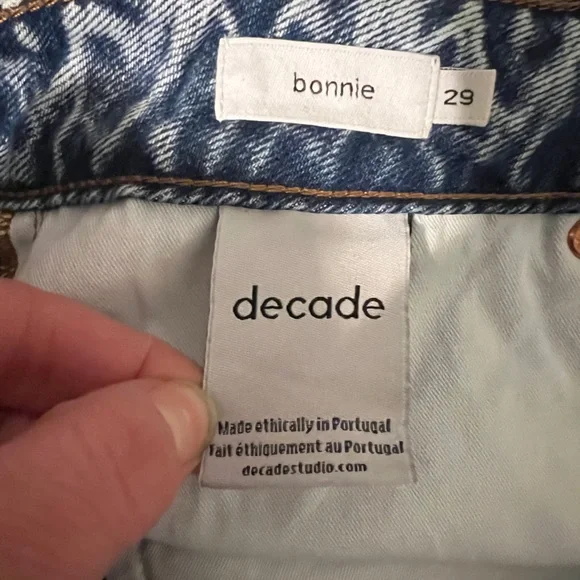 bonnie
29
decade
Made ethically in Portugal
Fait éthiquement au Portugal
decadestudio.com